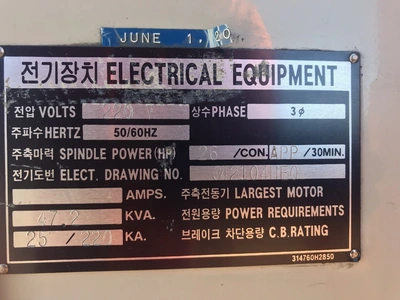 JUNE 1, 20
전기장치 ELECTRICAL EQUIPMENT
전압 VOLTS 상수 PHASE 3ø
주파수 HERTZ 50/60HZ
주축마력 SPINDLE POWER(HP) /CON. /30MIN.
전기도번 ELECT. DRAWING NO.
AMPS. 주축전동기 LARGEST MOTOR
KVA. 전원용량 POWER REQUIREMENTS
25 / 220 KA. 브레이크 차단용량 C.B.RATING
314760H2850